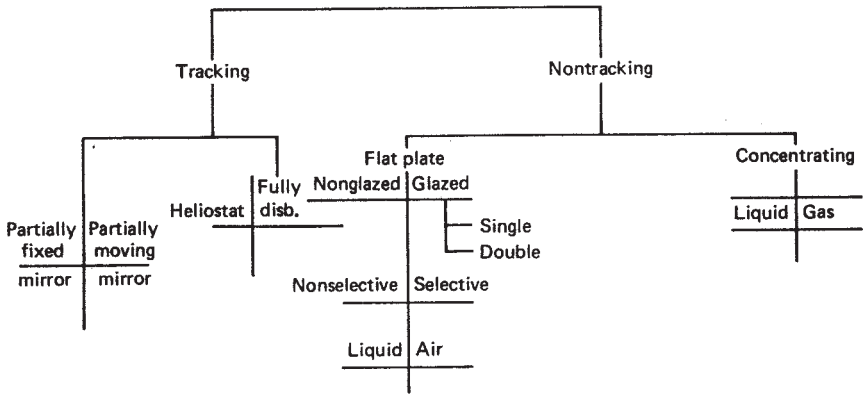 Tracking
Nontracking
Flat plate
Concentrating
Nonglazed Glazed
Fully
disb.
Heliostat
Liquid Gas
Partially Partially
fixed moving
mirror mirror
Single
Double
Nonselective Selective
Liquid Air